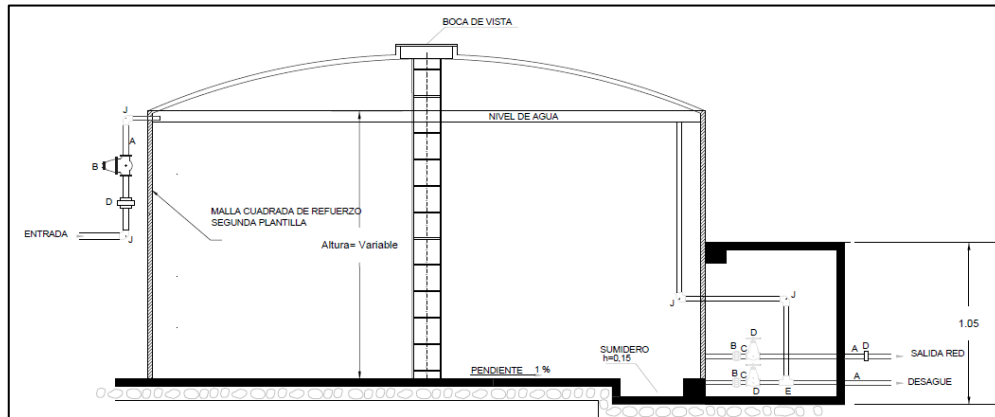 BOCA DE VISTA
J
NIVEL DE AGUA
A
B
MALLA CUADRADA DE REFUERZO
SEGUNDA PLANTILLA
D
ENTRADA
J
Altura= Variable
J
J
1.05
D
SUMIDERO
h=0,15
B
C
A
D
SALIDA RED
PENDIENTE 1 %
B
C
D
E
A
DESAGUE